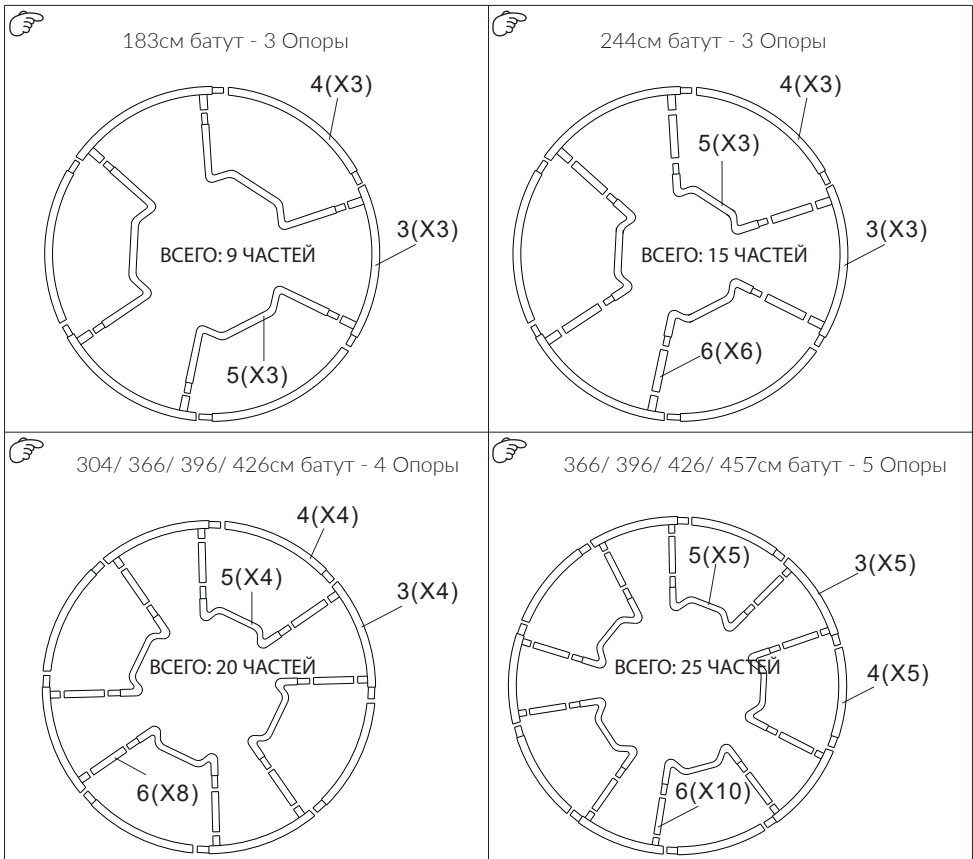 183см батут - 3 Опоры
4(X3)
3(X3)
ВСЕГО: 9 ЧАСТЕЙ
5(X3)
244см батут - 3 Опоры
4(X3)
5(X3)
3(X3)
ВСЕГО: 15 ЧАСТЕЙ
6(X6)
304/ 366/ 396/ 426см батут - 4 Опоры
4(X4)
5(X4)
3(X4)
ВСЕГО: 20 ЧАСТЕЙ
6(X8)
366/ 396/ 426/ 457см батут - 5 Опоры
5(X5)
3(X5)
ВСЕГО: 25 ЧАСТЕЙ
4(X5)
6(X10)